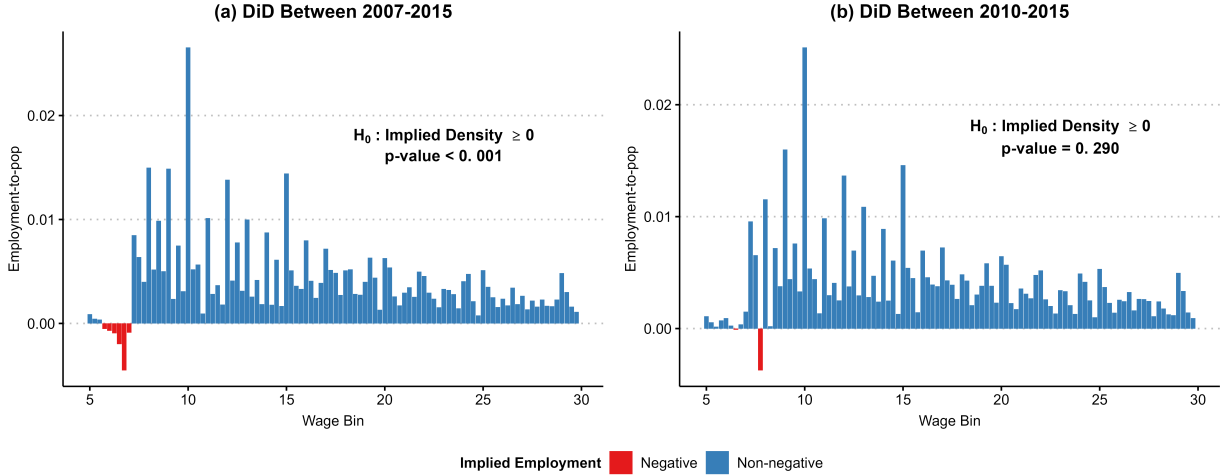 (a) DiD Between 2007-2015
Employment-to-pop
0.02
0.01
0.00
H₀ : Implied Density ≥ 0
p-value < 0. 001
5 10 15 20 25 30
Wage Bin
(b) DiD Between 2010-2015
Employment-to-pop
0.02
0.01
0.00
H₀ : Implied Density ≥ 0
p-value = 0. 290
5 10 15 20 25 30
Wage Bin
Implied Employment Negative Non-negative